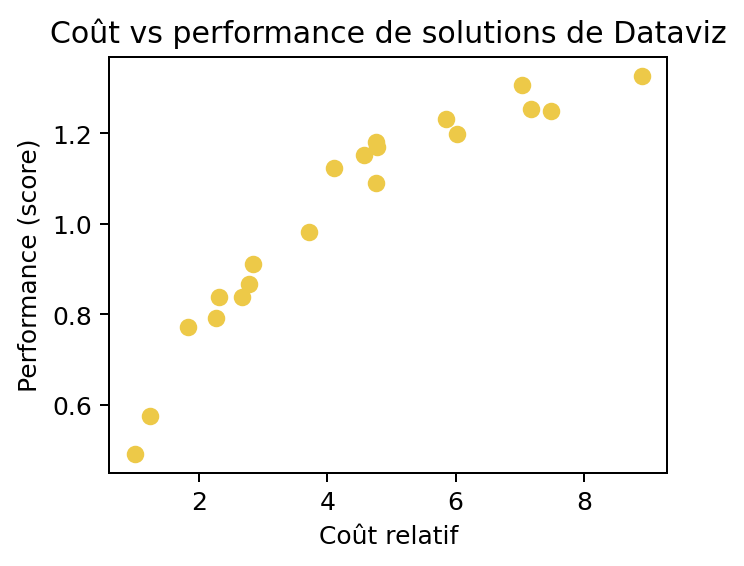 Coût vs performance de solutions de Dataviz
Performance (score)
1.2
1.0
0.8
0.6
2 4 6 8
Coût relatif